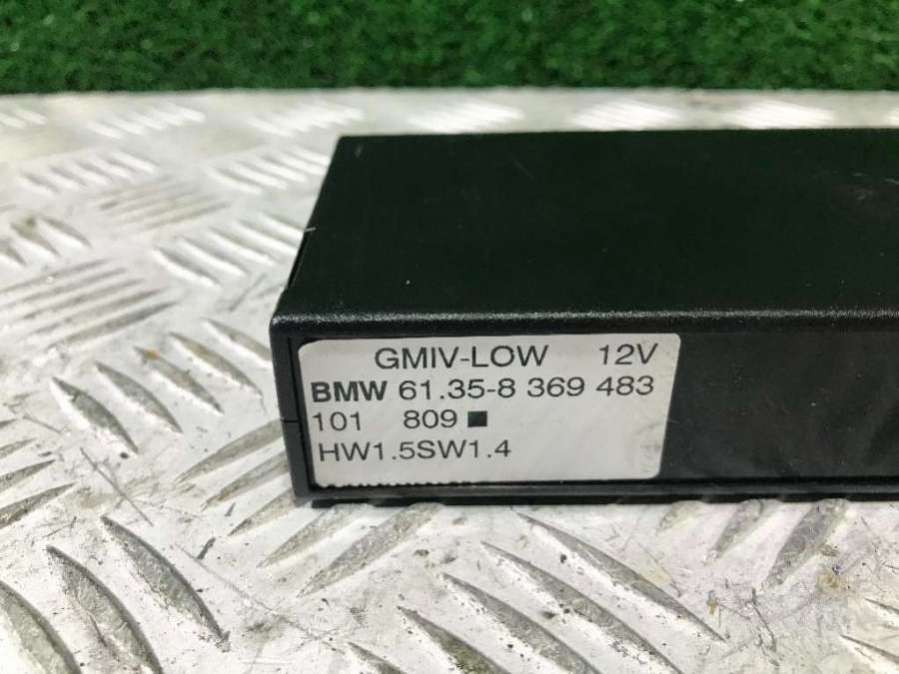 GMIV-LOW 12V
BMW 61.35-8 369 483
101 809 ■
HW1.5SW1.4